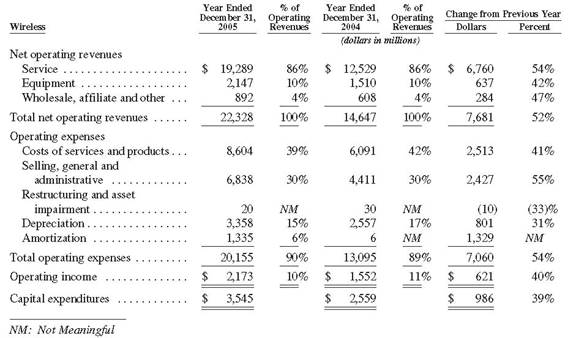 Year Ended % of Year Ended % of
December 31, Operating December 31, Operating Change from Previous Year
Wireless 2005 Revenues 2004 Revenues Dollars Percent
(dollars in millions)
Net operating revenues
Service . . . . . . . . . . . . . . . . . . . . $ 19,289 86% $ 12,529 86% $ 6,760 54%
Equipment . . . . . . . . . . . . . . . . . 2,147 10% 1,510 10% 637 42%
Wholesale, affiliate and other . . . 892 4% 608 4% 284 47%
Total net operating revenues . . . . . . 22,328 100% 14,647 100% 7,681 52%
Operating expenses
Costs of services and products . . . 8,604 39% 6,091 42% 2,513 41%
Selling, general and
administrative . . . . . . . . . . . . . 6,838 30% 4,411 30% 2,427 55%
Restructuring and asset
impairment . . . . . . . . . . . . . . . 20 NM 30 NM (10) (33)%
Depreciation . . . . . . . . . . . . . . . . 3,358 15% 2,557 17% 801 31%
Amortization . . . . . . . . . . . . . . . 1,335 6% 6 NM 1,329 NM
Total operating expenses . . . . . . . . . 20,155 90% 13,095 89% 7,060 54%
Operating income . . . . . . . . . . . . . . $ 2,173 10% $ 1,552 11% $ 621 40%
Capital expenditures . . . . . . . . . . . . $ 3,545 $ 2,559 $ 986 39%
NM: Not Meaningful